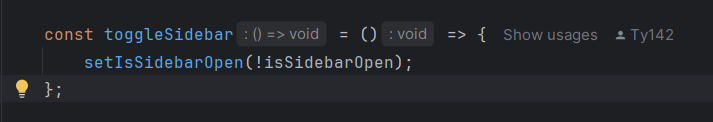 const toggleSidebar : () => void = () : void => { Show usages Ty142
setIsSidebarOpen(!isSidebarOpen);
};